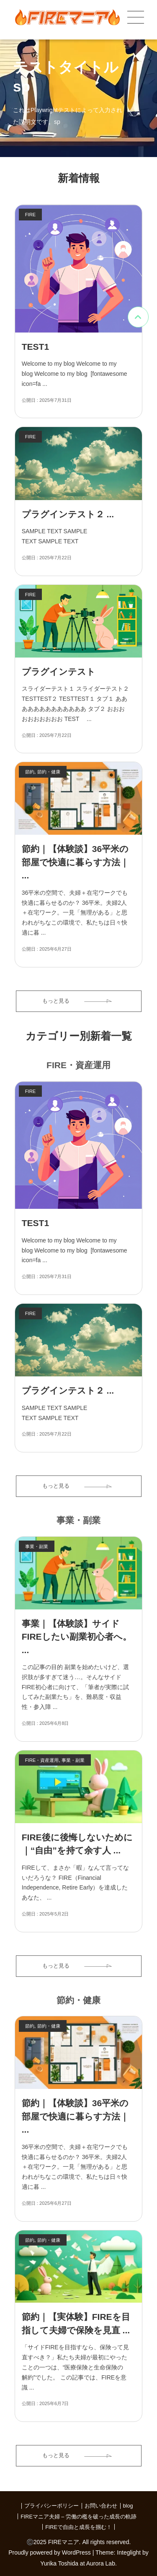 FIREマニア
これはPlaywrightテストによって入力され
新着情報
FIRE
TEST1
Welcome to my blog Welcome to my
blog Welcome to my blog [fontawesome
icon=fa ...
公開日 : 2025年7月31日
FIRE
プラグインテスト２ ...
SAMPLE TEXT SAMPLE
TEXT SAMPLE TEXT
公開日 : 2025年7月22日
FIRE
プラグインテスト
スライダーテスト１ スライダーテスト２
TESTTEST２ TESTTEST１ タブ１ ああ
ああああああああああ タブ２ おおお
おおおおおおお TEST ...
公開日 : 2025年7月22日
節約, 節約・健康
節約｜【体験談】36平米の
部屋で快適に暮らす方法｜
...
36平米の空間で、夫婦＋在宅ワークでも
快適に暮らせるのか？ 36平米。夫婦2人
＋在宅ワーク。一見「無理がある」と思
われがちなこの環境で、私たちは日々快
適に暮 ...
公開日 : 2025年6月27日
もっと見る
カテゴリー別新着一覧
FIRE・資産運用
FIRE
TEST1
Welcome to my blog Welcome to my
blog Welcome to my blog [fontawesome
icon=fa ...
公開日 : 2025年7月31日
FIRE
プラグインテスト２ ...
SAMPLE TEXT SAMPLE
TEXT SAMPLE TEXT
公開日 : 2025年7月22日
もっと見る
事業・副業
事業・副業
事業｜【体験談】サイド
FIREしたい副業初心者へ。
...
この記事の目的 副業を始めたいけど、選
択肢が多すぎて迷う…。そんなサイド
FIRE初心者に向けて、「筆者が実際に試
してみた副業たち」を、難易度・収益
性・参入障 ...
公開日 : 2025年6月8日
FIRE・資産運用, 事業・副業
FIRE後に後悔しないために
｜“自由”を持て余す人 ...
FIREして、まさか「暇」なんて言ってな
いだろうな？ FIRE（Financial
Independence, Retire Early）を達成した
あなた、 ...
公開日 : 2025年5月2日
もっと見る
節約・健康
節約, 節約・健康
節約｜【体験談】36平米の
部屋で快適に暮らす方法｜
...
36平米の空間で、夫婦＋在宅ワークでも
快適に暮らせるのか？ 36平米。夫婦2人
＋在宅ワーク。一見「無理がある」と思
われがちなこの環境で、私たちは日々快
適に暮 ...
公開日 : 2025年6月27日
節約, 節約・健康
節約｜【実体験】FIREを目
指して夫婦で保険を見直 ...
「サイドFIREを目指すなら、保険って見
直すべき？」私たち夫婦が最初にやった
ことの一つは、“医療保険と生命保険の
解約”でした。 この記事では、FIREを意
識 ...
公開日 : 2025年6月7日
もっと見る
| プライバシーポリシー | お問い合わせ | blog
| FIREマニア夫婦 – 労働の檻を破った成長の軌跡
| FIREで自由と成長を掴む！ |
©2025 FIREマニア. All rights reserved.
Proudly powered by WordPress | Theme: Intelligent by
Yurika Toshida at Aurora Lab.